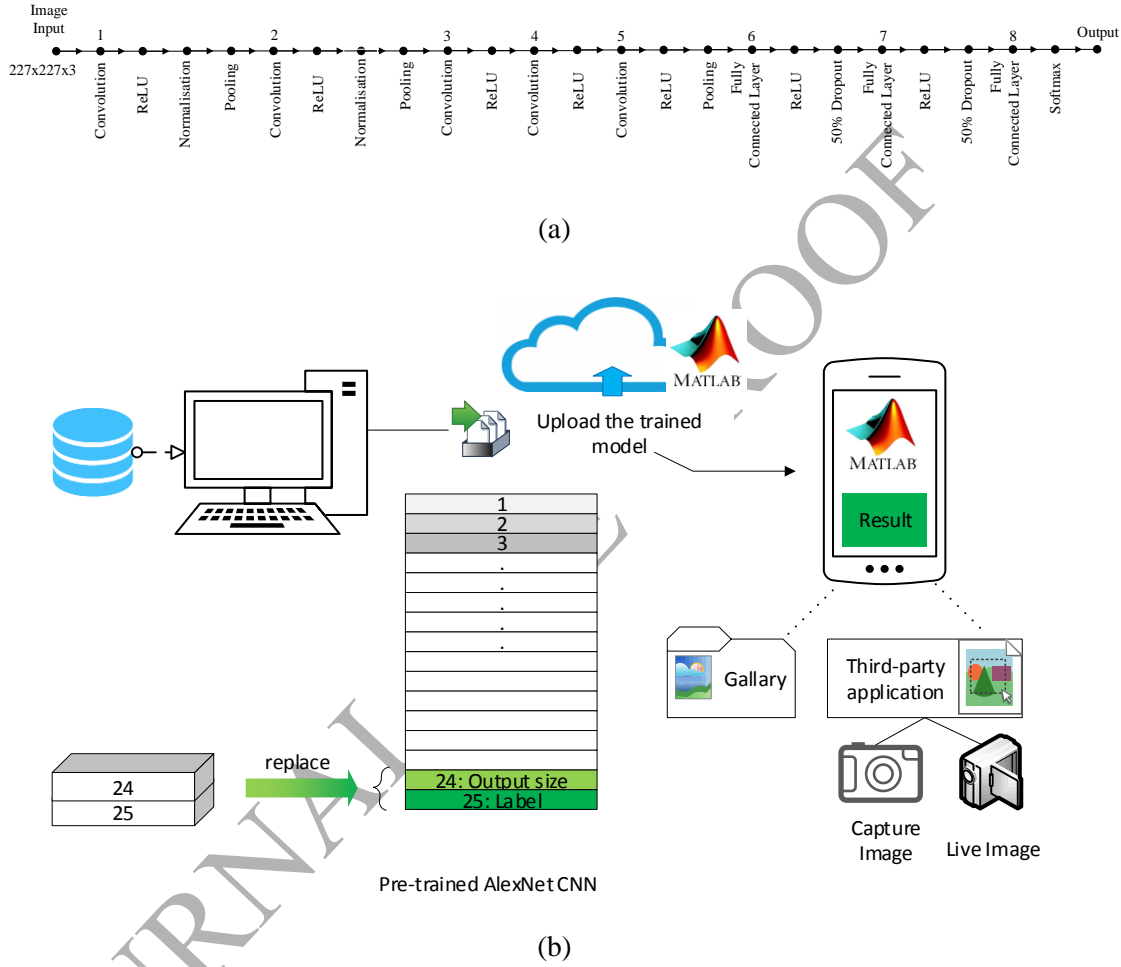 Image
Input
1
2
3
4
5
6
7
8
Output
227x227x3
Convolution
ReLU
Normalisation
Pooling
Convolution
ReLU
Normalisation
Pooling
Convolution
ReLU
Convolution
ReLU
Convolution
ReLU
Pooling
Fully
Connected Layer
ReLU
50% Dropout
Fully
Connected Layer
ReLU
50% Dropout
Fully
Connected Layer
Softmax
(a)
MATLAB
Upload the trained
model
MATLAB
Result
1
2
3
.
.
.
.
.
.
Gallary
Third-party
application
replace
24
25
24: Output size
25: Label
Capture
Image
Live Image
Pre-trained AlexNet CNN
(b)